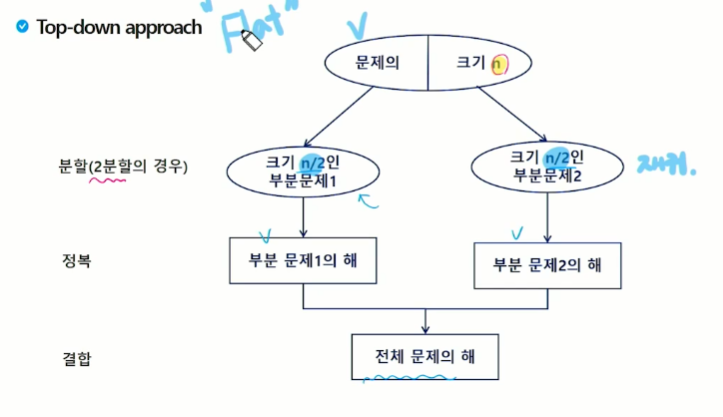 Top-down approach
"Flat"
문제의 크기 n
분할(2분할의 경우)
크기 n/2인
부분문제1
크기 n/2인
부분문제2
재귀.
정복
부분 문제1의 해
부분 문제2의 해
결합
전체 문제의 해